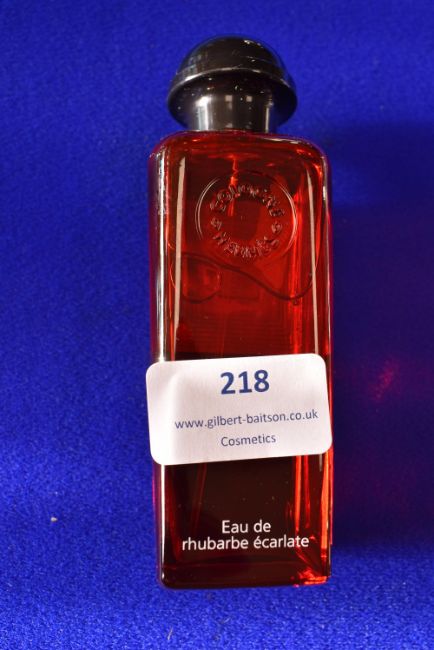 218
www.gilbert-baitson.co.uk
Cosmetics
Eau de
rhubarbe écarlate